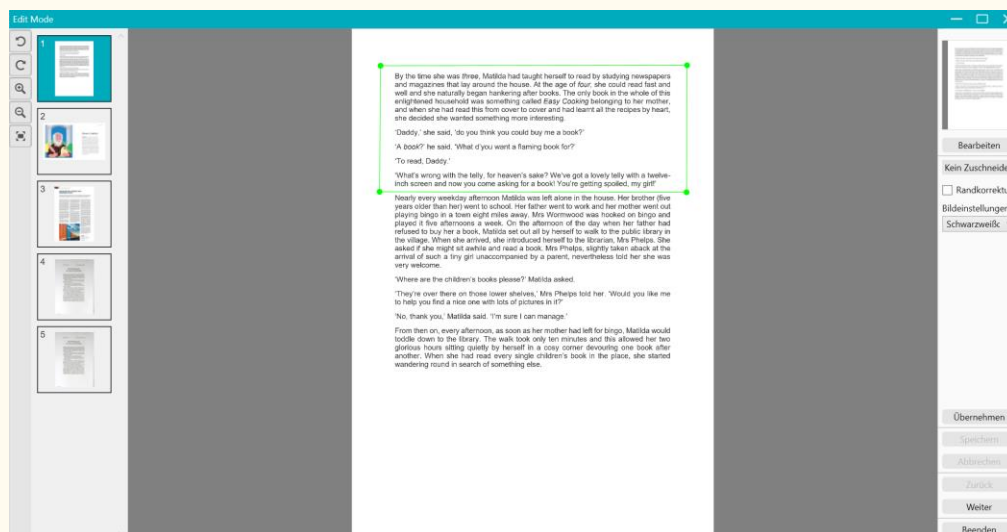 Edit Mode
1
2
3
4
5
By the time she was three, Matilda had taught herself to read by studying newspapers
and magazines that lay around the house. At the age of four, she could read fast and
well and she naturally began hankering after books. The only book in the whole of this
enlightened household was something called Easy Cooking belonging to her mother,
and when she had read this from cover to cover and had learnt all the recipes by heart,
she decided she wanted something more interesting.
'Daddy,' she said, 'do you think you could buy me a book?'
'A book?' he said. 'What d'you want a flaming book for?'
'To read, Daddy.'
'What's wrong with the telly, for heaven's sake? We've got a lovely telly with a twelve-
inch screen and now you come asking for a book! You're getting spoiled, my girl!'
Nearly every weekday afternoon Matilda was left alone in the house. Her brother (five
years older than her) went to school. Her father went to work and her mother went out
playing bingo in a town eight miles away. Mrs Wormwood was hooked on bingo and
played it five afternoons a week. On the afternoon of the day when her father had
refused to buy her a book, Matilda set out all by herself to walk to the public library in
the village. When she arrived, she introduced herself to the librarian, Mrs Phelps. She
asked if she might sit awhile and read a book. Mrs Phelps, slightly taken aback at the
arrival of such a tiny girl unaccompanied by a parent, nevertheless told her she was
very welcome.
'Where are the children's books please?' Matilda asked.
'They're over there on those lower shelves,' Mrs Phelps told her. 'Would you like me
to help you find a nice one with lots of pictures in it?'
'No, thank you,' Matilda said. 'I'm sure I can manage.'
From then on, every afternoon, as soon as her mother had left for bingo, Matilda would
toddle down to the library. The walk took only ten minutes and this allowed her two
glorious hours sitting quietly by herself in a cosy corner devouring one book after
another. When she had read every single children's book in the place, she started
wandering round in search of something else.
Bearbeiten
Kein Zuschneide
Randkorrektu
Bildeinstellungen
Schwarzweiß
Übernehmen
Speichern
Abbrechen
Zurück
Weiter
Beenden